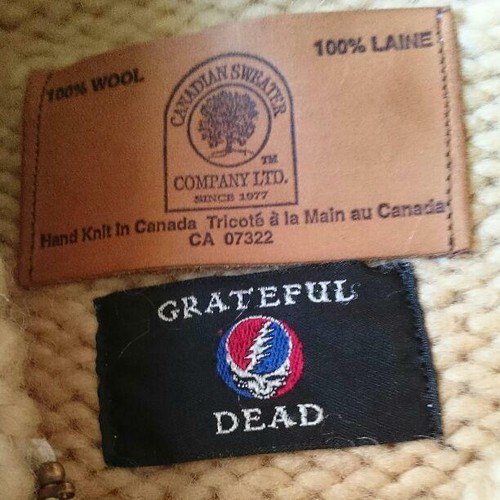 100% WOOL
100% LAINE
CANADIAN SWEATER
TM
COMPANY LTD.
SINCE 1977
Hand Knit In Canada Tricoté à la Main au Canada
CA 07322
GRATEFUL
DEAD